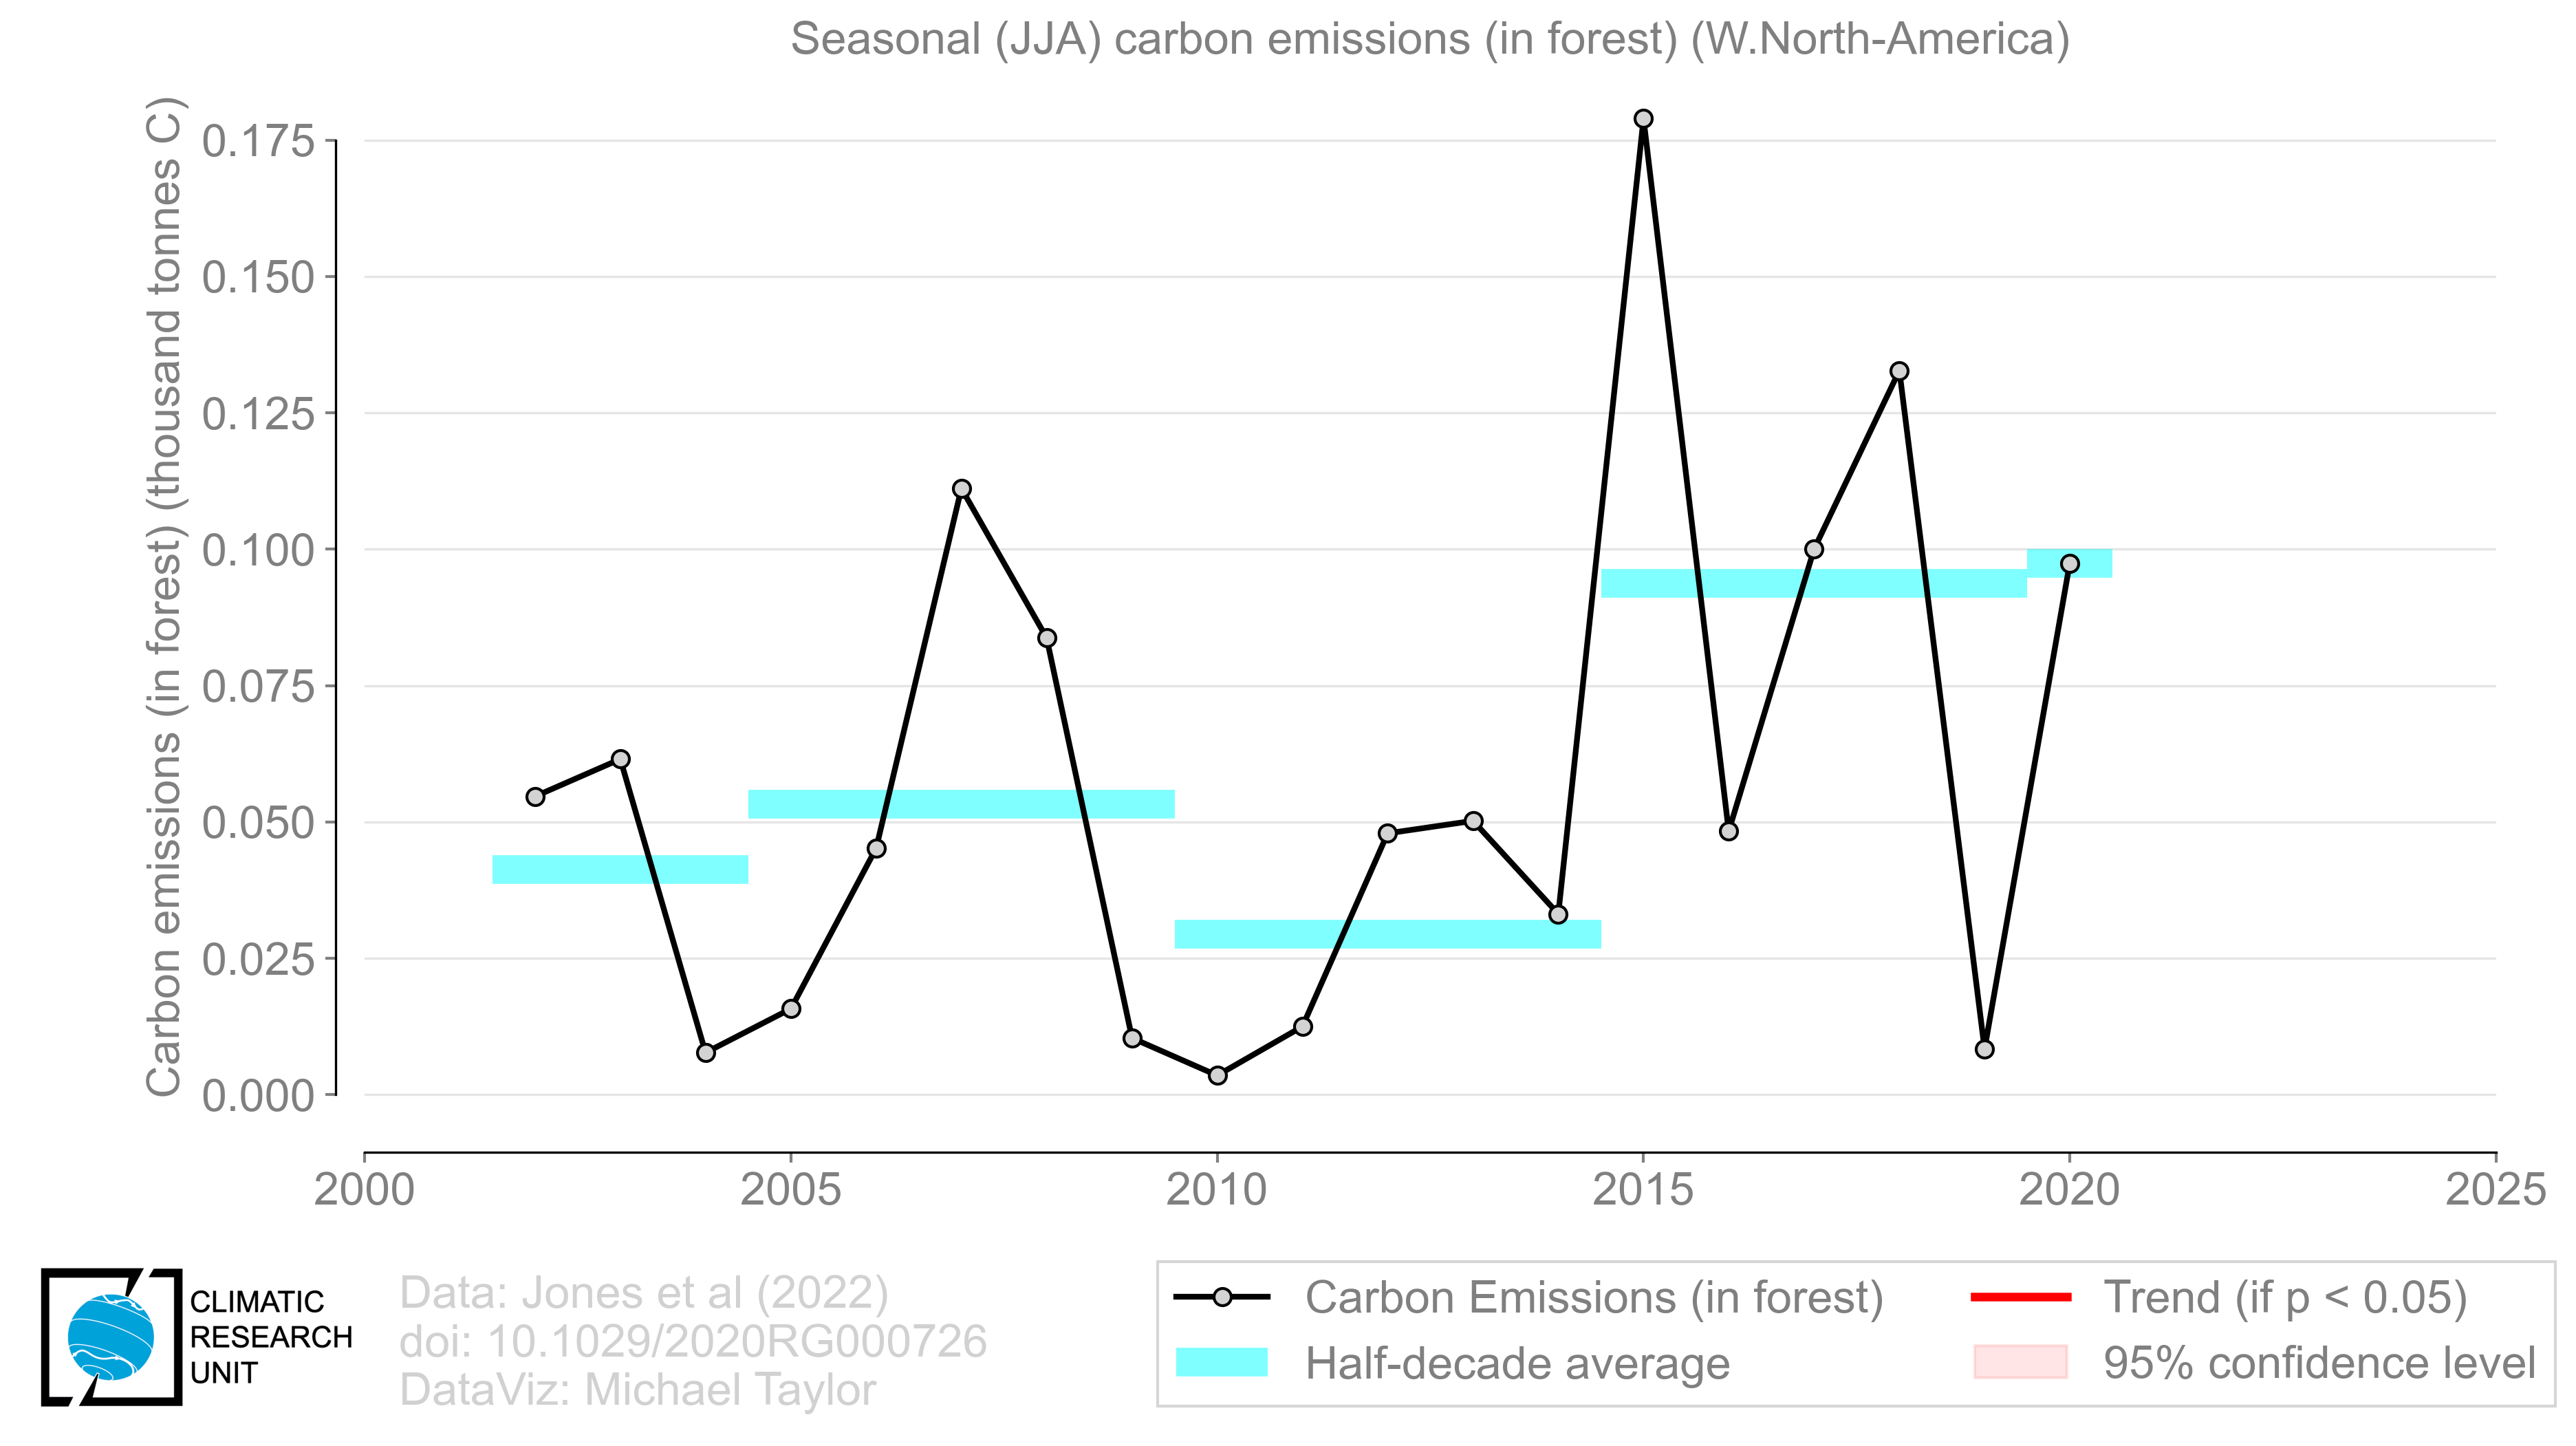 Seasonal (JJA) carbon emissions (in forest) (W.North-America)
Carbon emissions (in forest) (thousand tonnes C)
0.175
0.150
0.125
0.100
0.075
0.050
0.025
0.000
2000
2005
2010
2015
2020
2025
CLIMATIC
RESEARCH
UNIT
Data: Jones et al (2022)
doi: 10.1029/2020RG000726
DataViz: Michael Taylor
Carbon Emissions (in forest)
Half-decade average
Trend (if p < 0.05)
95% confidence level